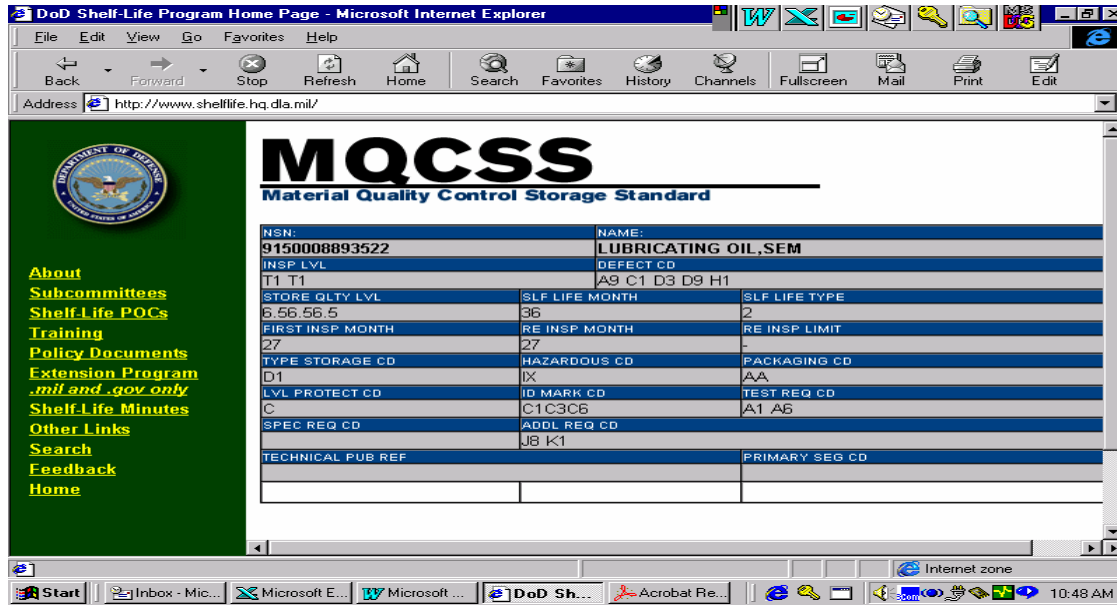 DoD Shelf-Life Program Home Page - Microsoft Internet Explorer
File Edit View Go Favorites Help
Back Forward Stop Refresh Home Search Favorites History Channels Fullscreen Mail Print Edit
Address http://www.shelflife.hq.dla.mil/
DEPARTMENT OF DEFENSE
UNITED STATES OF AMERICA
MQCSS
Material Quality Control Storage Standard
About
Subcommittees
Shelf-Life POCs
Training
Policy Documents
Extension Program
.mil and .gov only
Shelf-Life Minutes
Other Links
Search
Feedback
Home
NSN: NAME:
9150008893522 LUBRICATING OIL,SEM
INSP LVL DEFECT CD
T1 T1 A9 C1 D3 D9 H1
STORE QLTY LVL SLF LIFE MONTH SLF LIFE TYPE
6.56.56.5 36 2
FIRST INSP MONTH RE INSP MONTH RE INSP LIMIT
27 27 -
TYPE STORAGE CD HAZARDOUS CD PACKAGING CD
D1 IX AA
LVL PROTECT CD ID MARK CD TEST REQ CD
C C1C3C6 A1 A6
SPEC REQ CD ADDL REQ CD
J8 K1
TECHNICAL PUB REF PRIMARY SEG CD
Internet zone
Start Inbox - Mic... Microsoft E... Microsoft ... DoD Sh... Acrobat Re... 10:48 AM